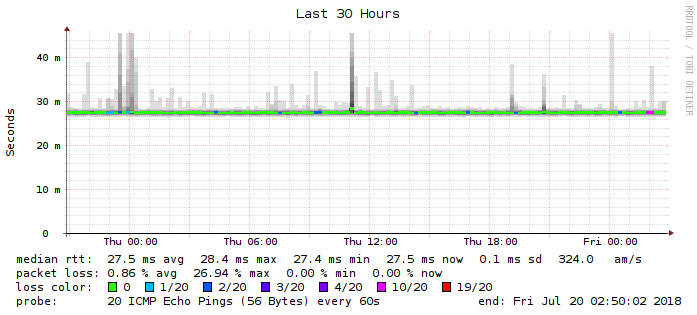 Last 30 Hours
RRDTOOL / TOBI OETIKER
Seconds
40 m
30 m
20 m
10 m
0
Thu 00:00 Thu 06:00 Thu 12:00 Thu 18:00 Fri 00:00
median rtt: 27.5 ms avg 28.4 ms max 27.4 ms min 27.5 ms now 0.1 ms sd 324.0 am/s
packet loss: 0.86 % avg 26.94 % max 0.00 % min 0.00 % now
loss color: 0 1/20 2/20 3/20 4/20 10/20 19/20
probe: 20 ICMP Echo Pings (56 Bytes) every 60s end: Fri Jul 20 02:50:02 2018